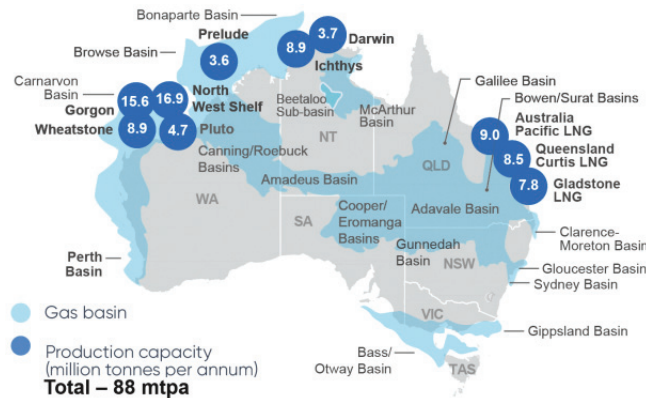 Bonaparte Basin
Prelude
3.6
Browse Basin
8.9
3.7
Darwin
Ichthys
Carnarvon
Basin
Gorgon
15.6
16.9
North
West Shelf
Wheatstone
8.9
4.7
Pluto
Beetaloo
Sub-basin
McArthur
Basin
NT
Galilee Basin
Bowen/Surat Basins
9.0
Australia
Pacific LNG
8.5
Queensland
Curtis LNG
7.8
Gladstone
LNG
Canning/Roebuck
Basins
Amadeus Basin
QLD
WA
SA
Cooper/
Eromanga
Basins
Adavale Basin
Gunnedah
Basin
NSW
Clarence-
Moreton Basin
Gloucester Basin
Sydney Basin
Perth
Basin
VIC
Gippsland Basin
Bass/
Otway Basin
TAS
Gas basin
Production capacity
(million tonnes per annum)
Total – 88 mtpa